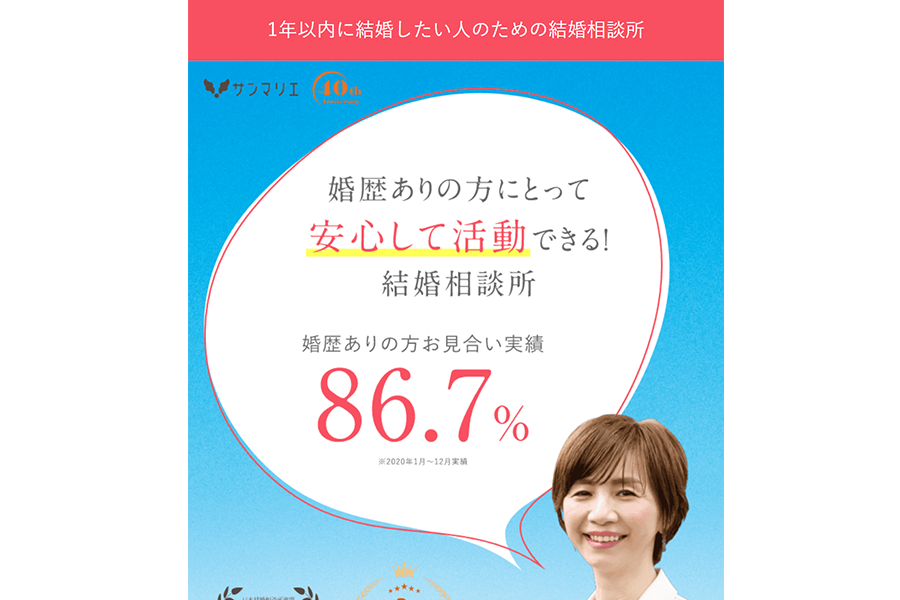 1年以内に結婚したい人のための結婚相談所
サンマリエ
40th
婚歴ありの方にとって
安心して活動できる!
結婚相談所
婚歴ありの方お見合い実績
86.7%
※2020年1月〜12月実績